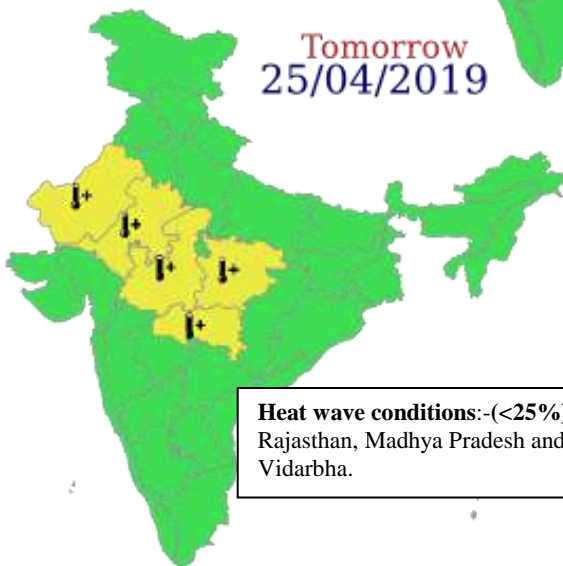 Tomorrow
25/04/2019
Heat wave conditions:-(<25%)
Rajasthan, Madhya Pradesh and
Vidarbha.